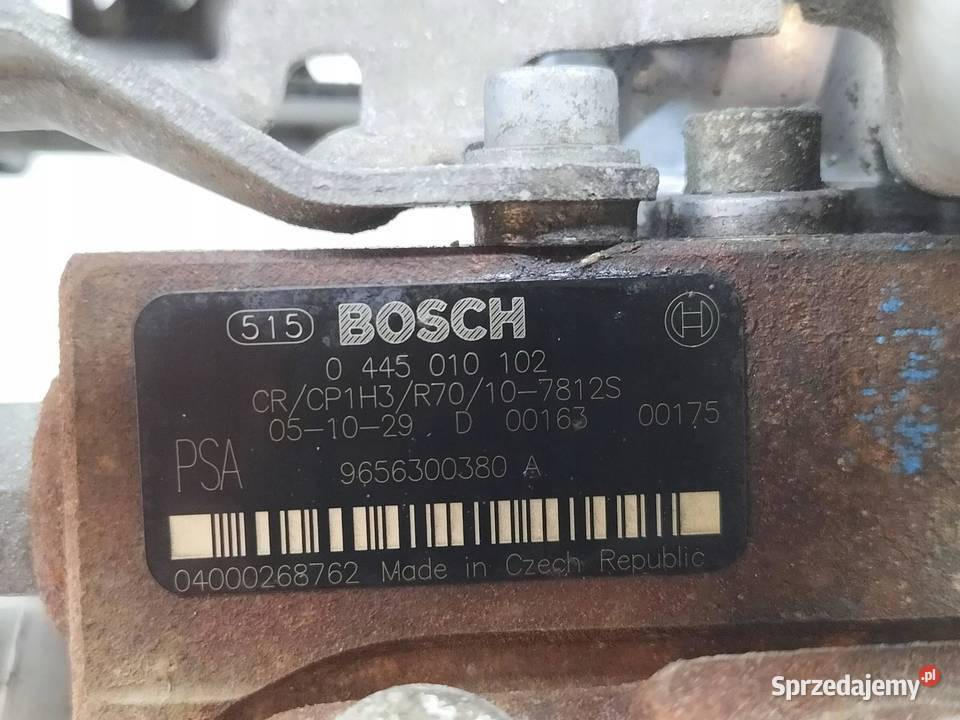 515 BOSCH H
0 445 010 102
CR/CP1H3/R70/10-7812S
05-10-29 D 00163 00175
PSA 9656300380 A
04000268762 Made in Czech Republic
Sprzedajemy.pl